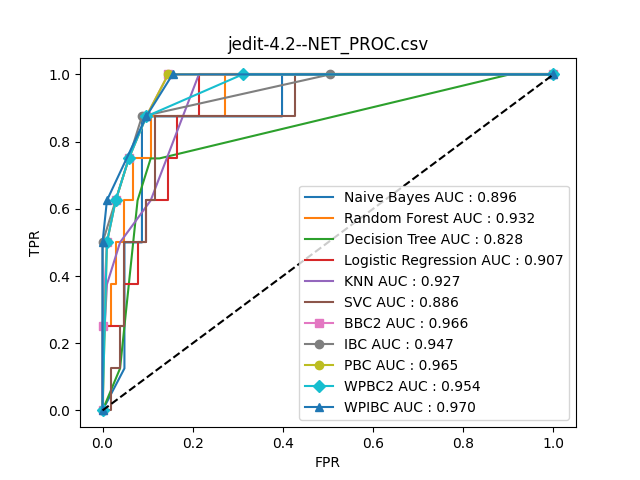 jedit-4.2--NET_PROC.csv
1.0
0.8
0.6
0.4
0.2
0.0
TPR
Naive Bayes AUC : 0.896
Random Forest AUC : 0.932
Decision Tree AUC : 0.828
Logistic Regression AUC : 0.907
KNN AUC : 0.927
SVC AUC : 0.886
BBC2 AUC : 0.966
IBC AUC : 0.947
PBC AUC : 0.965
WPBC2 AUC : 0.954
WPIBC AUC : 0.970
0.0 0.2 0.4 0.6 0.8 1.0
FPR